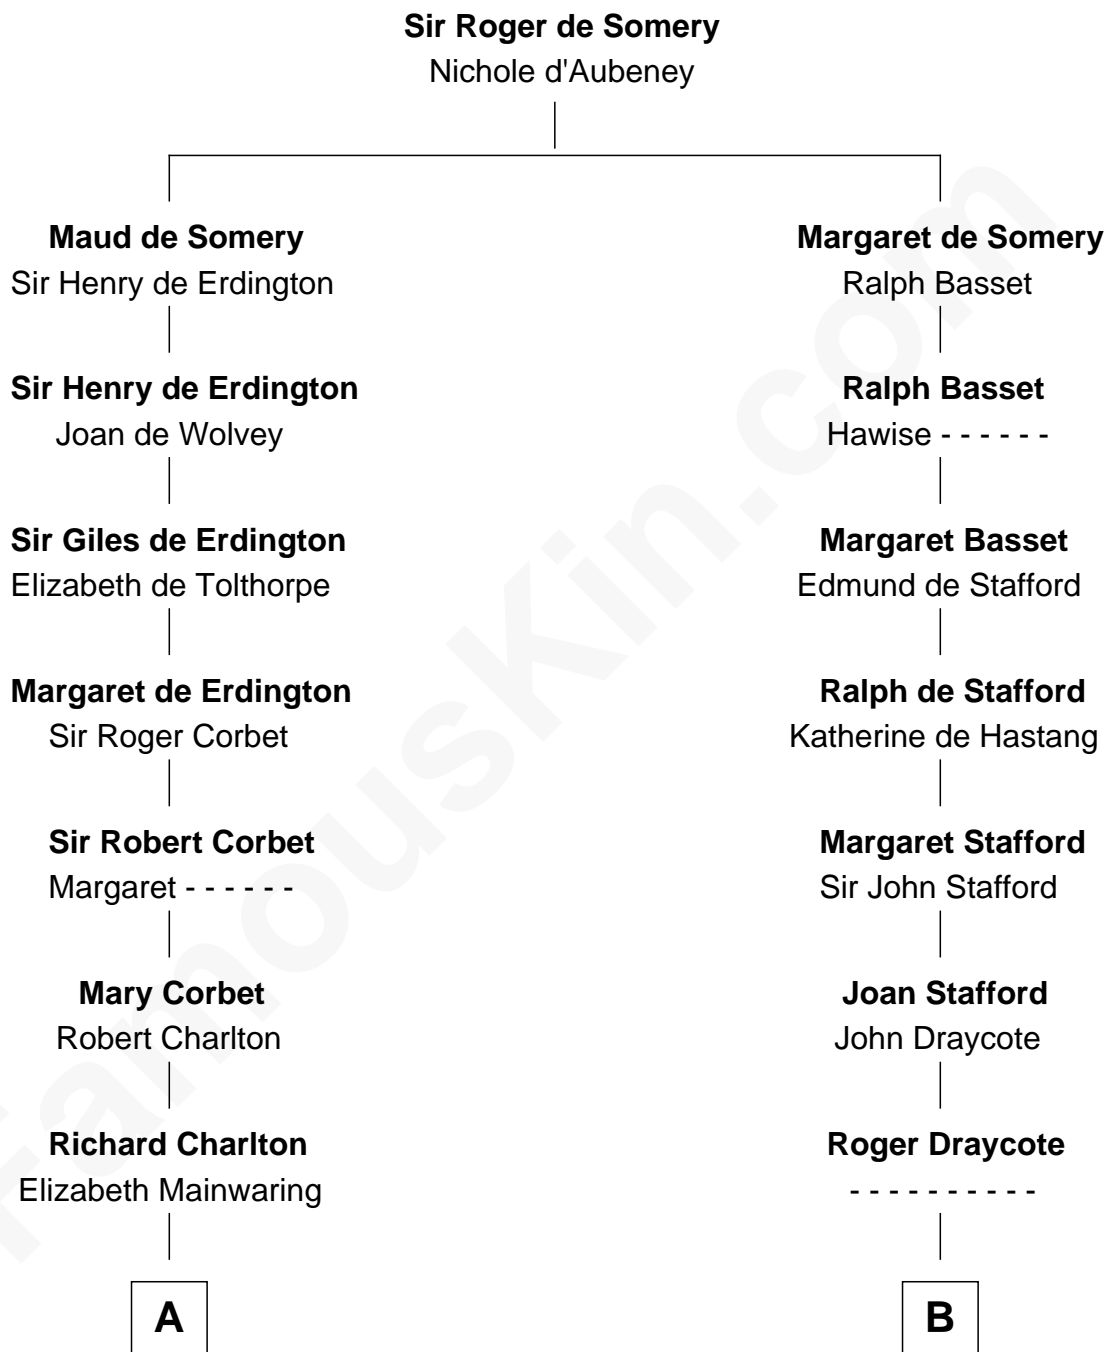 Sir Roger de Somery
Nichole d'Aubeney
Maud de Somery
Sir Henry de Erdington
Margaret de Somery
Ralph Basset
Sir Henry de Erdington
Joan de Wolvey
Ralph Basset
Hawise - - - - - -
Sir Giles de Erdington
Elizabeth de Tolthorpe
Margaret Basset
Edmund de Stafford
Margaret de Erdington
Sir Roger Corbet
Ralph de Stafford
Katherine de Hastang
Sir Robert Corbet
Margaret - - - - - -
Margaret Stafford
Sir John Stafford
Mary Corbet
Robert Charlton
Joan Stafford
John Draycote
Richard Charlton
Elizabeth Mainwaring
Roger Draycote
- - - - - - - - - -
A
B
FamousKin.com